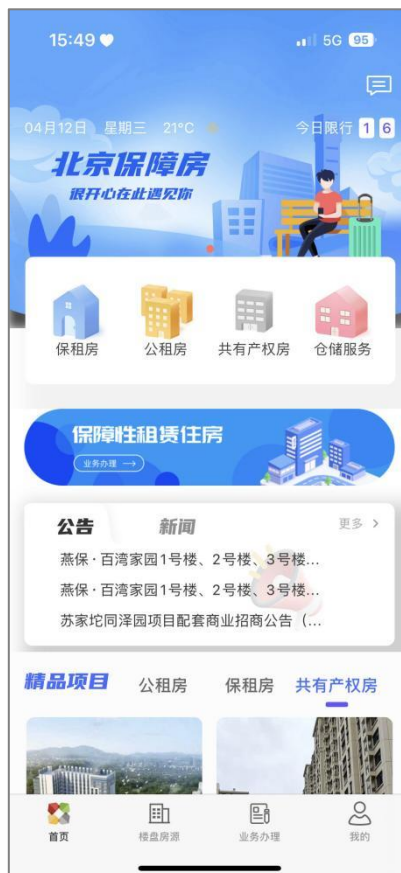 15:49
5G 95
04月12日 星期三 21°C 今日限行 1 6
北京保障房
很开心在此遇见你
保租房 公租房 共有产权房 仓储服务
保障性租赁住房
业务办理 →
公告 新闻 更多 >
燕保·百湾家园1号楼、2号楼、3号楼...
燕保·百湾家园1号楼、2号楼、3号楼...
苏家坨同泽园项目配套商业招商公告（...
精品项目 公租房 保租房 共有产权房
首页 楼盘房源 业务办理 我的